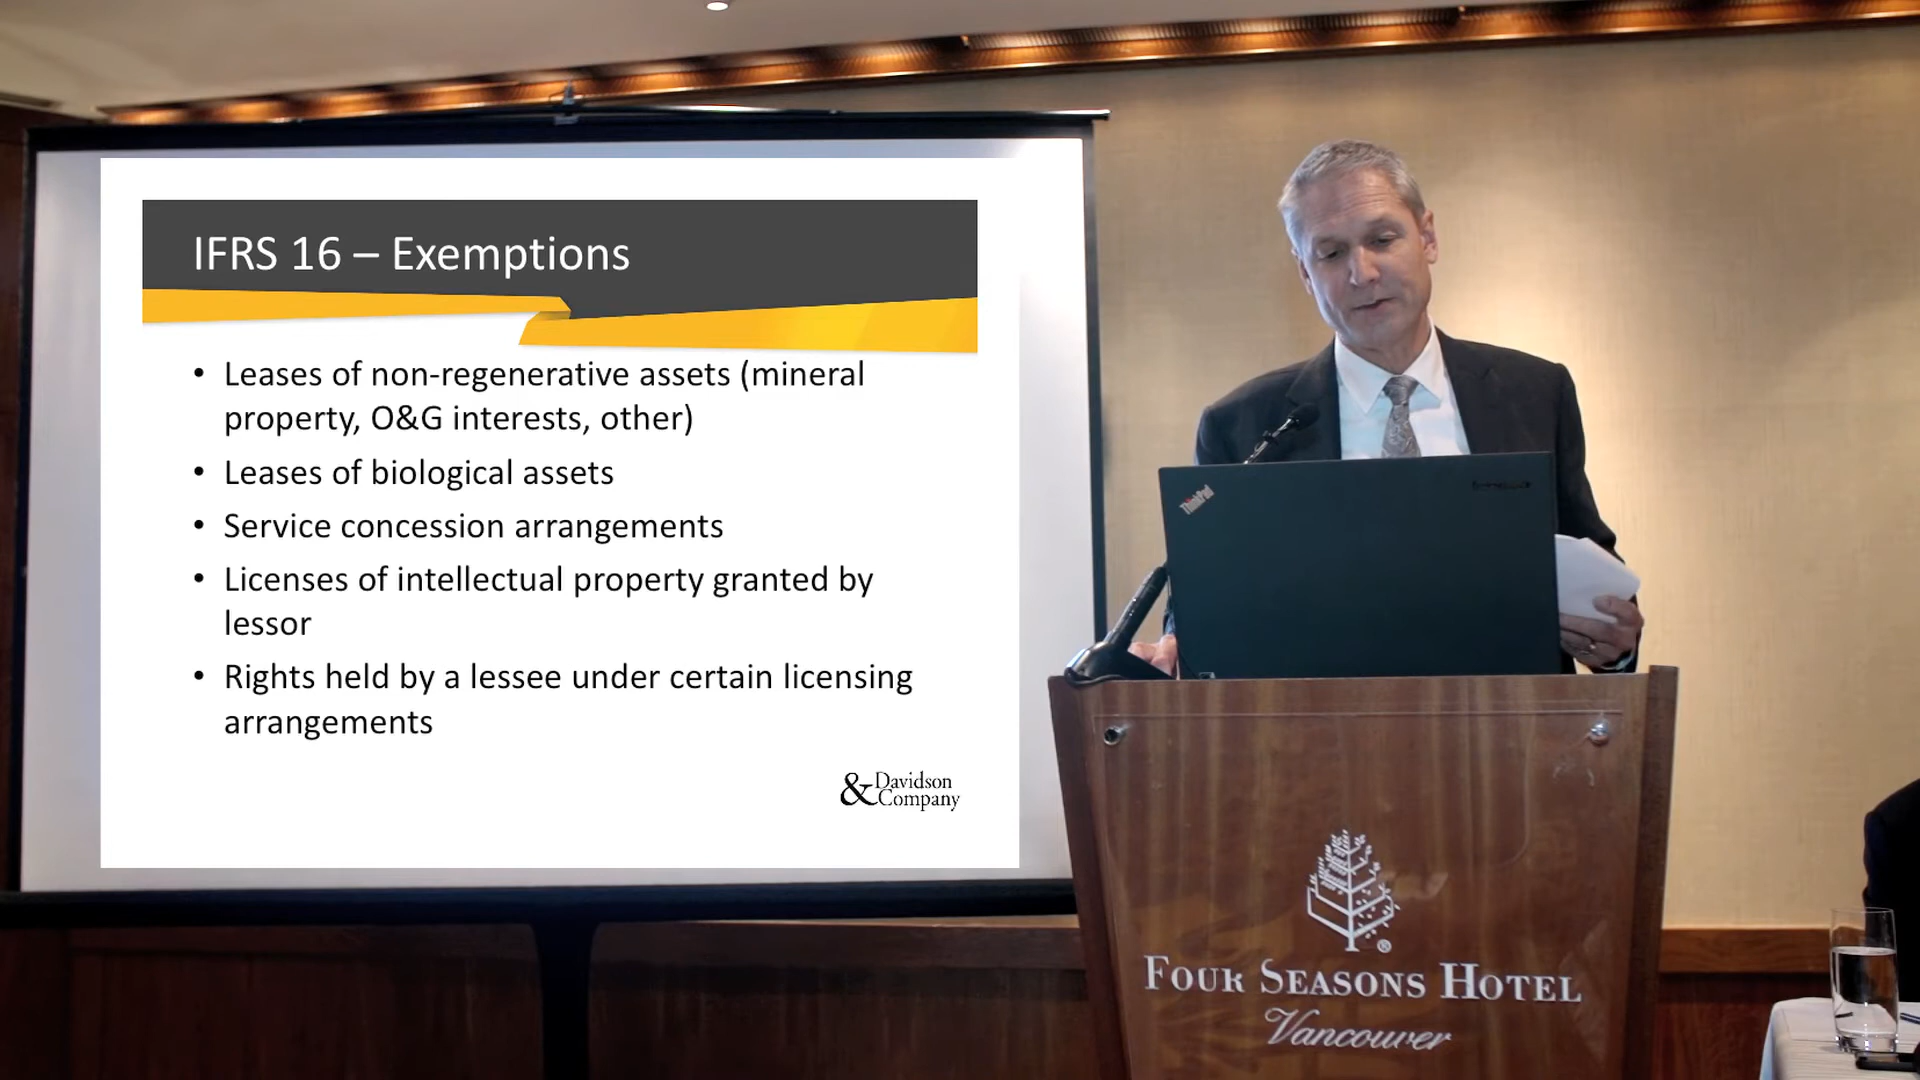 IFRS 16 – Exemptions
• Leases of non-regenerative assets (mineral
property, O&G interests, other)
• Leases of biological assets
• Service concession arrangements
• Licenses of intellectual property granted by
lessor
• Rights held by a lessee under certain licensing
arrangements
& Davidson
Company
ThinkPad
®
FOUR SEASONS HOTEL
Vancouver